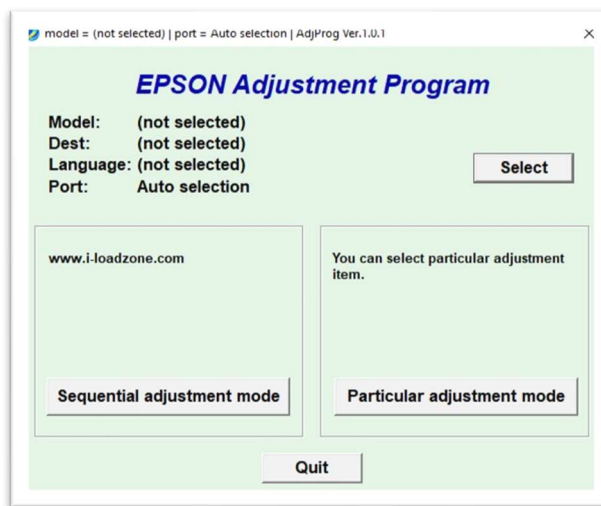 model = (not selected) | port = Auto selection | AdjProg Ver.1.0.1
EPSON Adjustment Program
Model: (not selected)
Dest: (not selected)
Language: (not selected)
Port: Auto selection
Select
www.i-loadzone.com
Sequential adjustment mode
You can select particular adjustment
item.
Particular adjustment mode
Quit